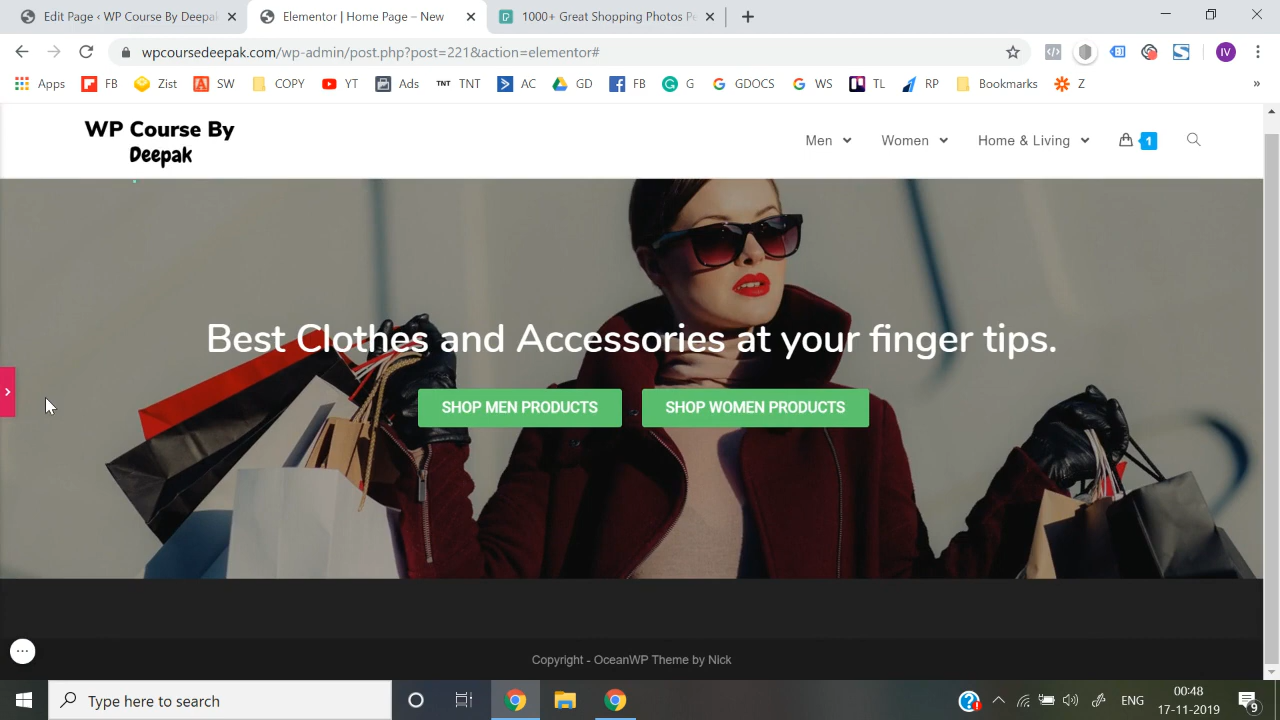 Edit Page ‹ WP Course By Deepa
Elementor | Home Page – New
1000+ Great Shopping Photos Pe
wpcoursedeepak.com/wp-admin/post.php?post=221&action=elementor#
IV
Apps FB Zist SW COPY YT Ads TNT TNT AC GD FB G GDOCS WS TL RP Bookmarks Z »
WP Course By
Deepak
Men Women Home & Living 1
Best Clothes and Accessories at your finger tips.
SHOP MEN PRODUCTS SHOP WOMEN PRODUCTS
Copyright - OceanWP Theme by Nick
Type here to search
ENG
00:48
17-11-2019
9